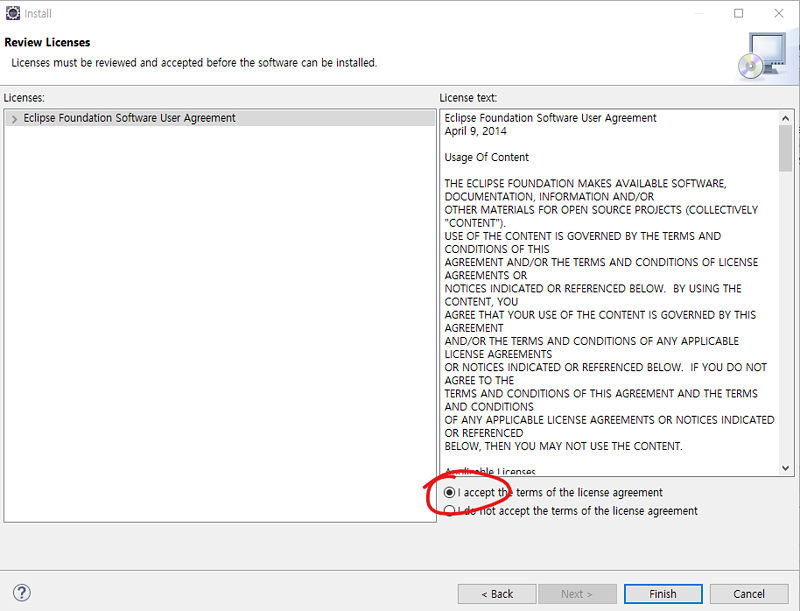 Install
Review Licenses
Licenses must be reviewed and accepted before the software can be installed.
Licenses:
Eclipse Foundation Software User Agreement
License text:
Eclipse Foundation Software User Agreement
April 9, 2014
Usage Of Content
THE ECLIPSE FOUNDATION MAKES AVAILABLE SOFTWARE,
DOCUMENTATION, INFORMATION AND/OR
OTHER MATERIALS FOR OPEN SOURCE PROJECTS (COLLECTIVELY
"CONTENT").
USE OF THE CONTENT IS GOVERNED BY THE TERMS AND
CONDITIONS OF THIS
AGREEMENT AND/OR THE TERMS AND CONDITIONS OF LICENSE
AGREEMENTS OR
NOTICES INDICATED OR REFERENCED BELOW.  BY USING THE
CONTENT, YOU
AGREE THAT YOUR USE OF THE CONTENT IS GOVERNED BY THIS
AGREEMENT
AND/OR THE TERMS AND CONDITIONS OF ANY APPLICABLE
LICENSE AGREEMENTS
OR NOTICES INDICATED OR REFERENCED BELOW.  IF YOU DO NOT
AGREE TO THE
TERMS AND CONDITIONS OF THIS AGREEMENT AND THE TERMS
AND CONDITIONS
OF ANY APPLICABLE LICENSE AGREEMENTS OR NOTICES INDICATED
OR REFERENCED
BELOW, THEN YOU MAY NOT USE THE CONTENT.
Applicable Licenses
I accept the terms of the license agreement
I do not accept the terms of the license agreement
?
< Back
Next >
Finish
Cancel